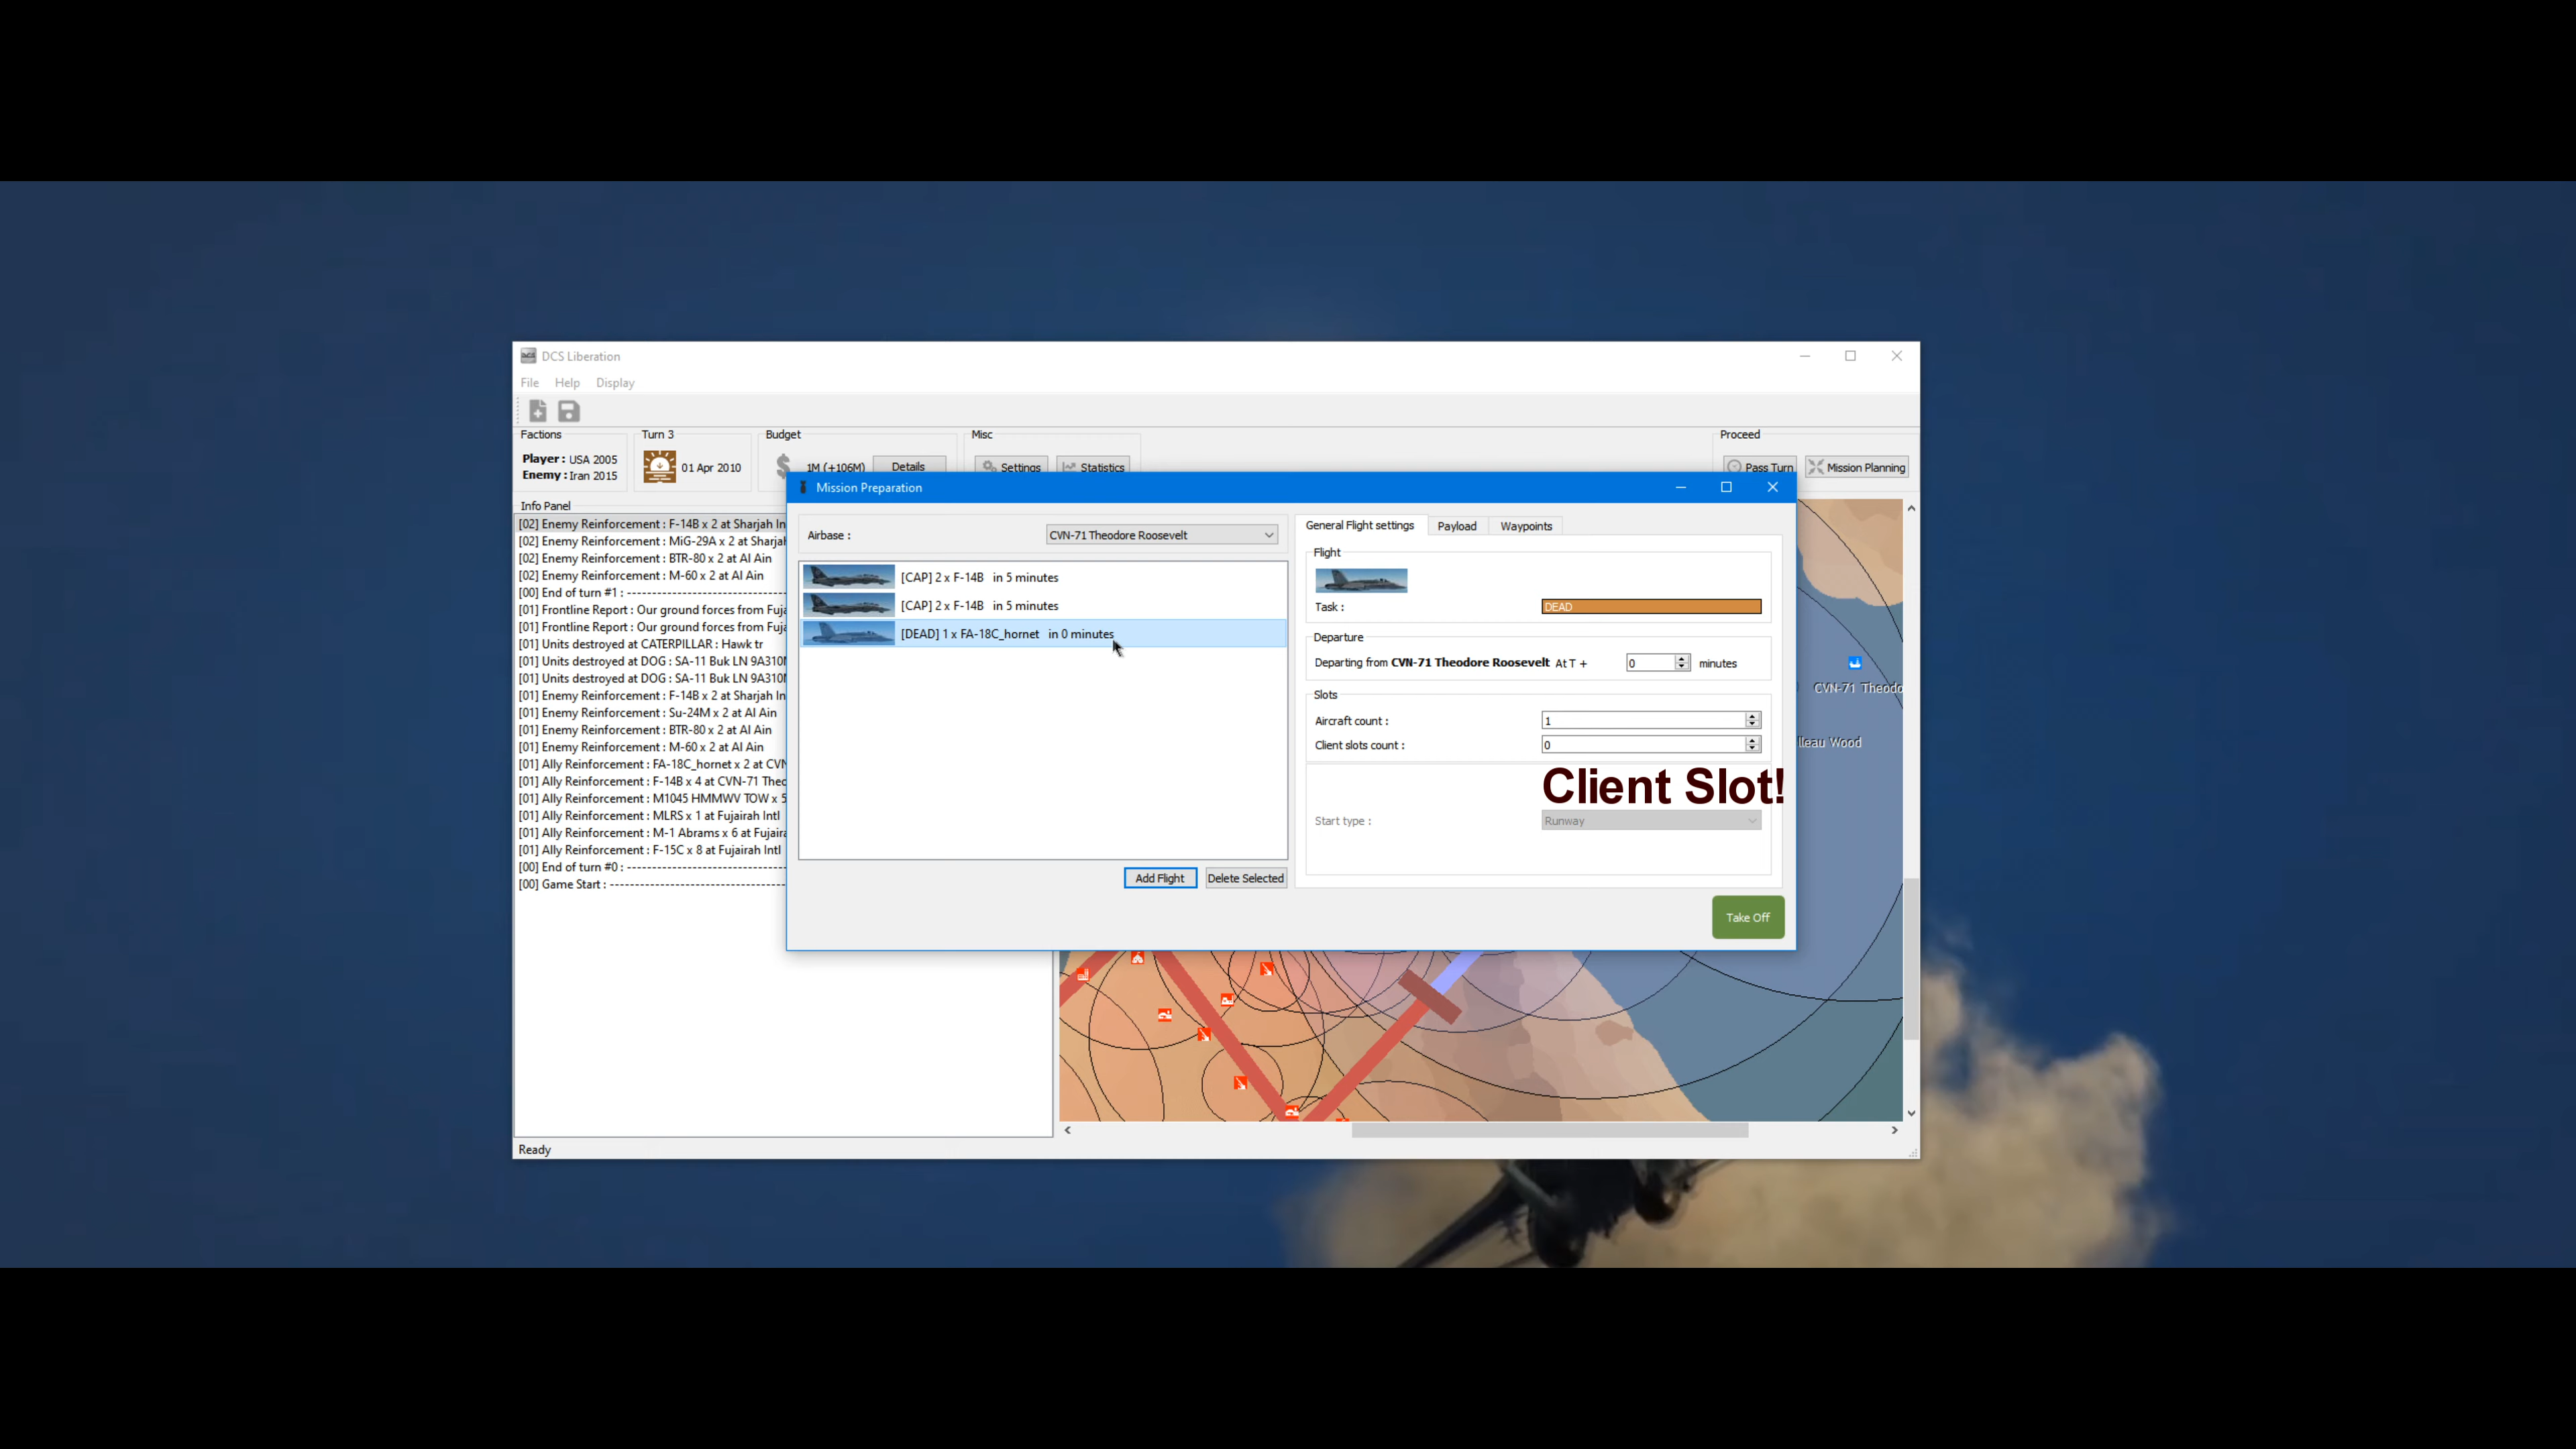 DCS Liberation
File Help Display
Factions
Player : USA 2005
Enemy : Iran 2015
Turn 3
01 Apr 2010
Budget
1M (+106M) Details
Misc
Settings Statistics
Proceed
Pass Turn Mission Planning
Info Panel
[02] Enemy Reinforcement : F-14B x 2 at Sharjah In
[02] Enemy Reinforcement : MiG-29A x 2 at Sharjah
[02] Enemy Reinforcement : BTR-80 x 2 at Al Ain
[02] Enemy Reinforcement : M-60 x 2 at Al Ain
[00] End of turn #1 : -----------------------------------
[01] Frontline Report : Our ground forces from Fuja
[01] Frontline Report : Our ground forces from Fuja
[01] Units destroyed at CATERPILLAR : Hawk tr
[01] Units destroyed at DOG : SA-11 Buk LN 9A310M
[01] Units destroyed at DOG : SA-11 Buk LN 9A310M
[01] Enemy Reinforcement : F-14B x 2 at Sharjah In
[01] Enemy Reinforcement : Su-24M x 2 at Al Ain
[01] Enemy Reinforcement : BTR-80 x 2 at Al Ain
[01] Enemy Reinforcement : M-60 x 2 at Al Ain
[01] Ally Reinforcement : FA-18C_hornet x 2 at CVN
[01] Ally Reinforcement : F-14B x 4 at CVN-71 Theo
[01] Ally Reinforcement : M1045 HMMWV TOW x 5
[01] Ally Reinforcement : MLRS x 1 at Fujairah Intl
[01] Ally Reinforcement : M-1 Abrams x 6 at Fujaira
[01] Ally Reinforcement : F-15C x 8 at Fujairah Intl
[00] End of turn #0 : -----------------------------------
[00] Game Start : --------------------------------------
Ready
Mission Preparation
Airbase : CVN-71 Theodore Roosevelt
[CAP] 2 x F-14B in 5 minutes
[CAP] 2 x F-14B in 5 minutes
[DEAD] 1 x FA-18C_hornet in 0 minutes
Add Flight Delete Selected
General Flight settings Payload Waypoints
Flight
Task : DEAD
Departure
Departing from CVN-71 Theodore Roosevelt At T + 0 minutes
Slots
Aircraft count : 1
Client slots count : 0
Client Slot!
Start type : Runway
Take Off
CVN-71 Theodo
lleau Wood